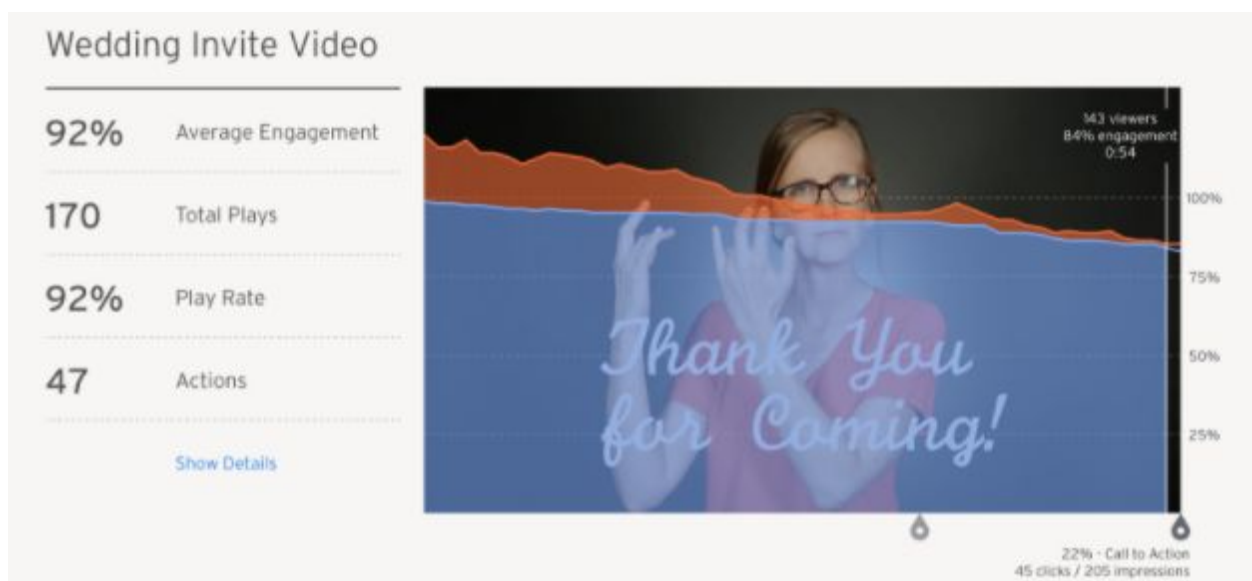 Wedding Invite Video
92% Average Engagement
170 Total Plays
92% Play Rate
47 Actions
Show Details
143 viewers
84% engagement
0:54
100%
75%
50%
25%
Thank You
for Coming!
22% - Call to Action
45 clicks / 205 impressions